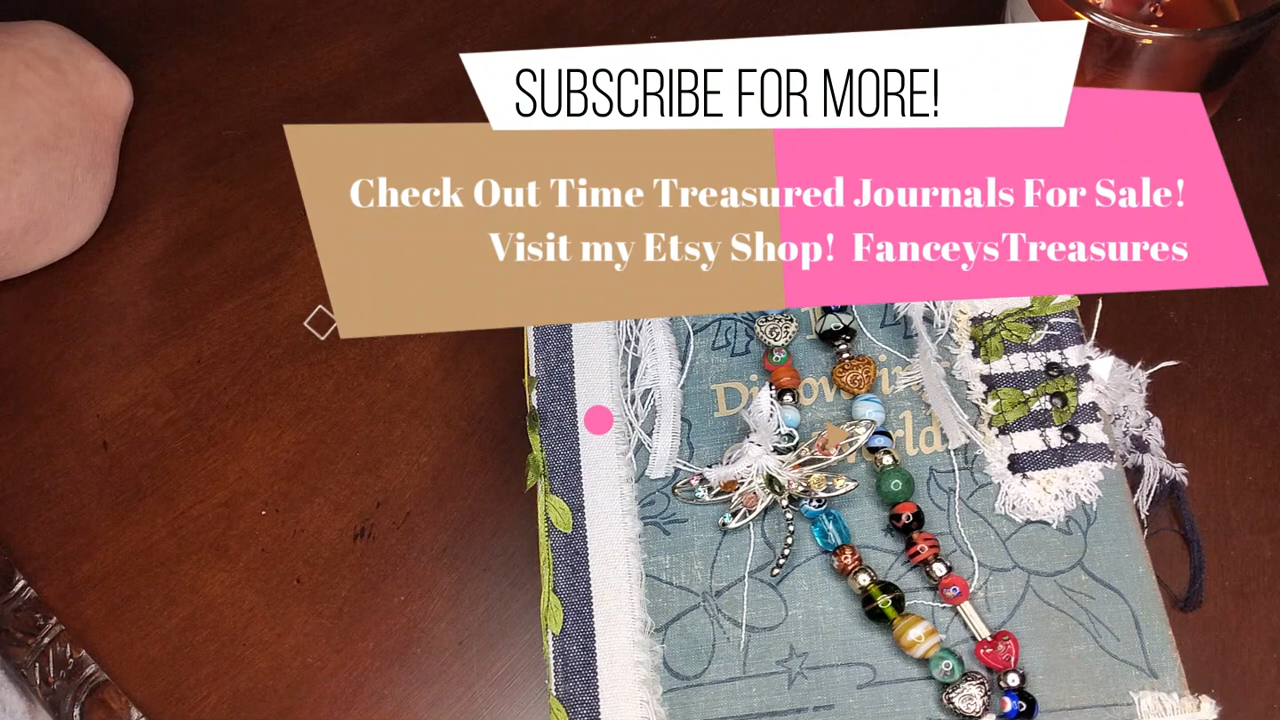 SUBSCRIBE FOR MORE!
Check Out Time Treasured Journals For Sale!
Visit my Etsy Shop! FanceysTreasures